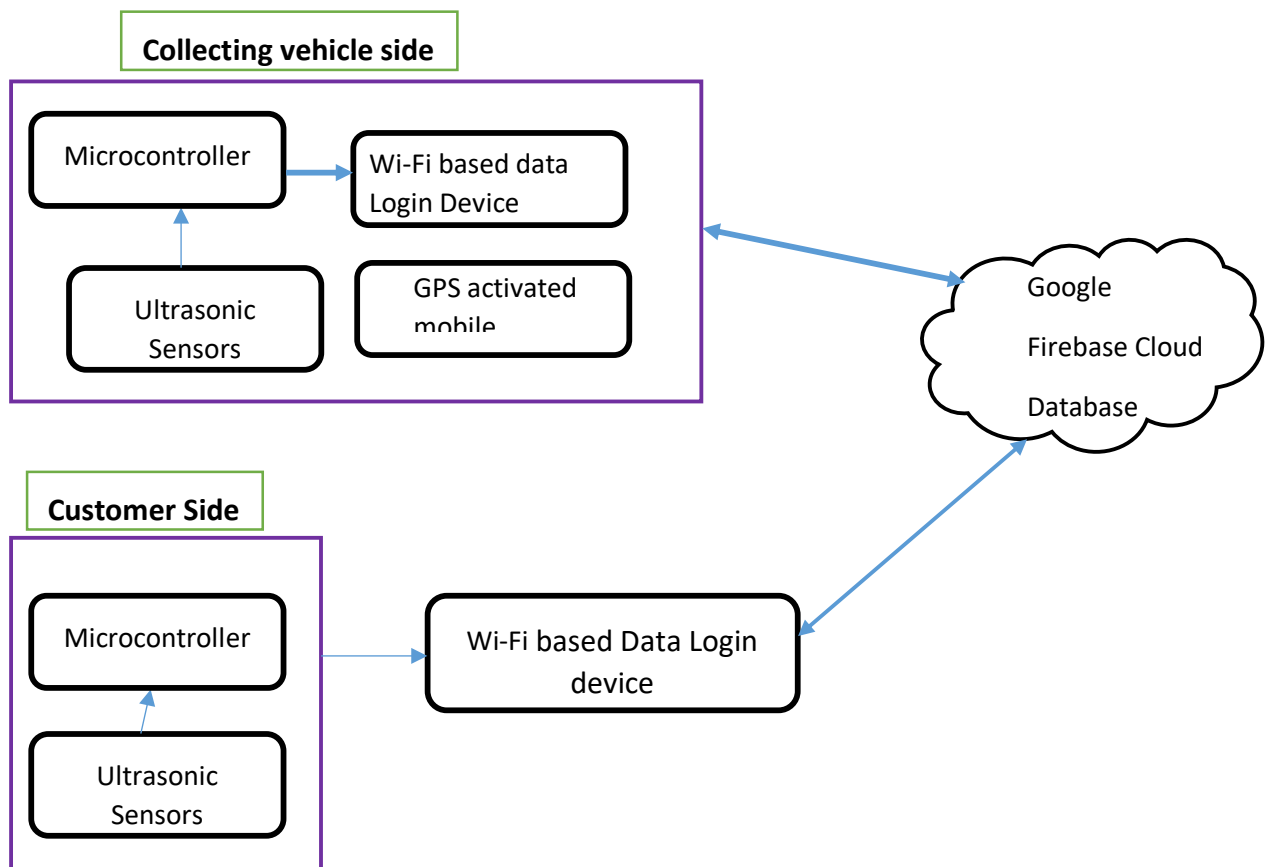 Collecting vehicle side
Microcontroller
Wi-Fi based data
Login Device
Ultrasonic
Sensors
GPS activated
mobile
Google
Firebase Cloud
Database
Customer Side
Microcontroller
Wi-Fi based Data Login
device
Ultrasonic
Sensors